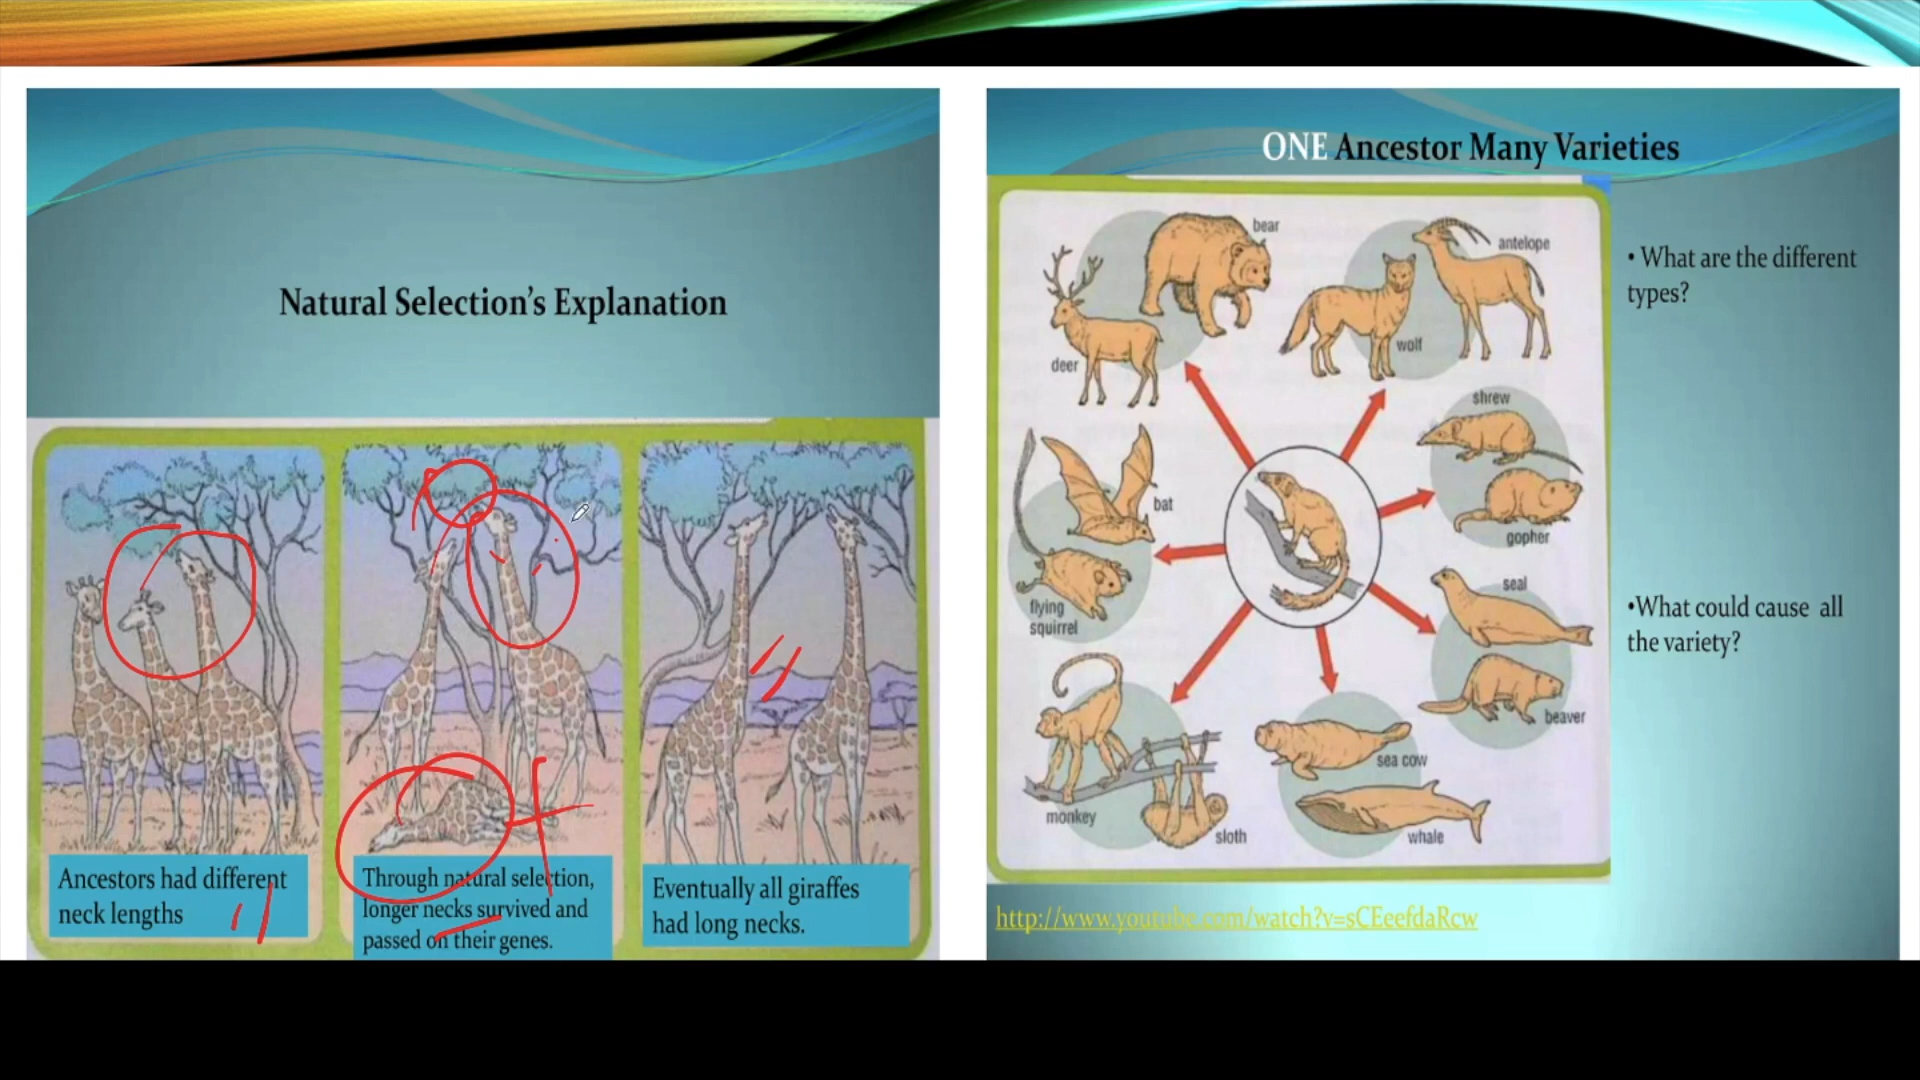 Natural Selection’s Explanation
Ancestors had different
neck lengths
Through natural selection,
longer necks survived and
passed on their genes.
Eventually all giraffes
had long necks.
ONE Ancestor Many Varieties
bear
antelope
deer
wolf
shrew
bat
gopher
flying
squirrel
seal
beaver
monkey
sloth
sea cow
whale
• What are the different
types?
•What could cause all
the variety?
http://www.youtube.com/watch?v=sCEeefdaRcw